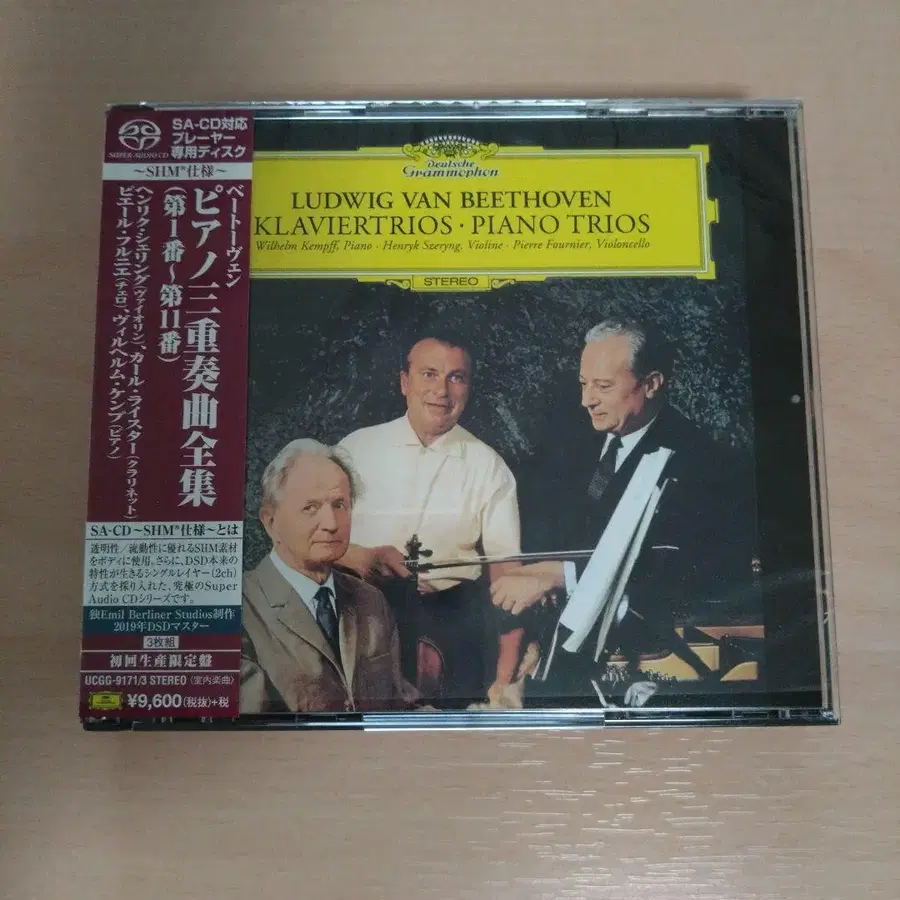 SUPER AUDIO CD
SA-CD対応
プレーヤー
専用ディスク
～SHM®仕様～
ベートーヴェン
ピアノ三重奏曲全集
(第1番～第11番)
ヘンリク・シェリング(ヴァイオリン)、カール・ライスター(クラリネット)
ピエール・フルニエ(チェロ)、ヴィルヘルム・ケンプ(ピアノ)
SA-CD～SHM®仕様～とは
透明性/流動性に優れるSHM素材
をボディに使用。さらに、DSD本来の
特性が生きるシングルレイヤー(2ch)
方式を採り入れた、究極のSuper
Audio CDシリーズです。
独Emil Berliner Studios制作
2019年DSDマスター
3枚組
初回生産限定盤
UCGG-9171/3 STEREO (室内楽曲)
¥9,600(税抜)+税
Deutsche
Grammophon
LUDWIG VAN BEETHOVEN
KLAVIERTRIOS · PIANO TRIOS
Wilhelm Kempff, Piano · Henryk Szeryng, Violine · Pierre Fournier, Violoncello
STEREO